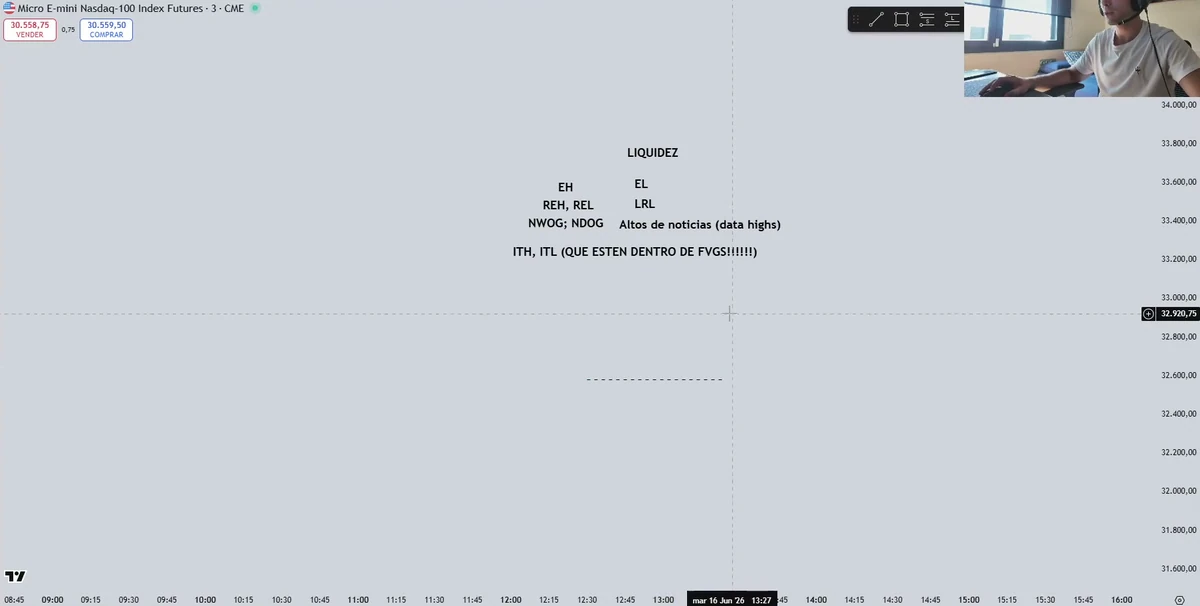 Micro E-mini Nasdaq-100 Index Futures · 3 · CME
30.558,75
VENDER
0,75
30.559,50
COMPRAR
34.000,00
33.800,00
33.600,00
33.400,00
33.200,00
33.000,00
32.920,75
32.800,00
32.600,00
32.400,00
32.200,00
32.000,00
31.800,00
31.600,00
LIQUIDEZ
EH
EL
REH, REL
LRL
NWOG; NDOG
Altos de noticias (data highs)
ITH, ITL (QUE ESTEN DENTRO DE FVGS!!!!!!)
08:45 09:00 09:15 09:30 09:45 10:00 10:15 10:30 10:45 11:00 11:15 11:30 11:45 12:00 12:15 12:30 12:45 13:00 mar 16 Jun '26 13:27 :45 14:00 14:15 14:30 14:45 15:00 15:15 15:30 15:45 16:00